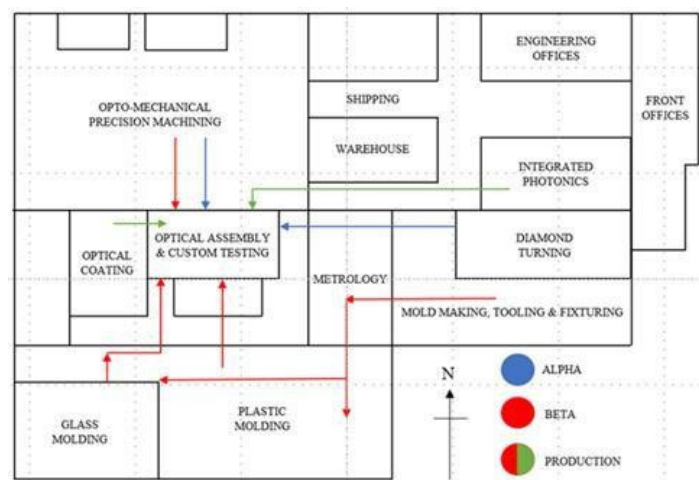 ENGINEERING
OFFICES
OPTO-MECHANICAL
PRECISION MACHINING
SHIPPING
FRONT
OFFICES
WAREHOUSE
INTEGRATED
PHOTONICS
OPTICAL
COATING
OPTICAL ASSEMBLY
& CUSTOM TESTING
METROLOGY
DIAMOND
TURNING
MOLD MAKING, TOOLING & FIXTURING
GLASS
MOLDING
PLASTIC
MOLDING
N
ALPHA
BETA
PRODUCTION